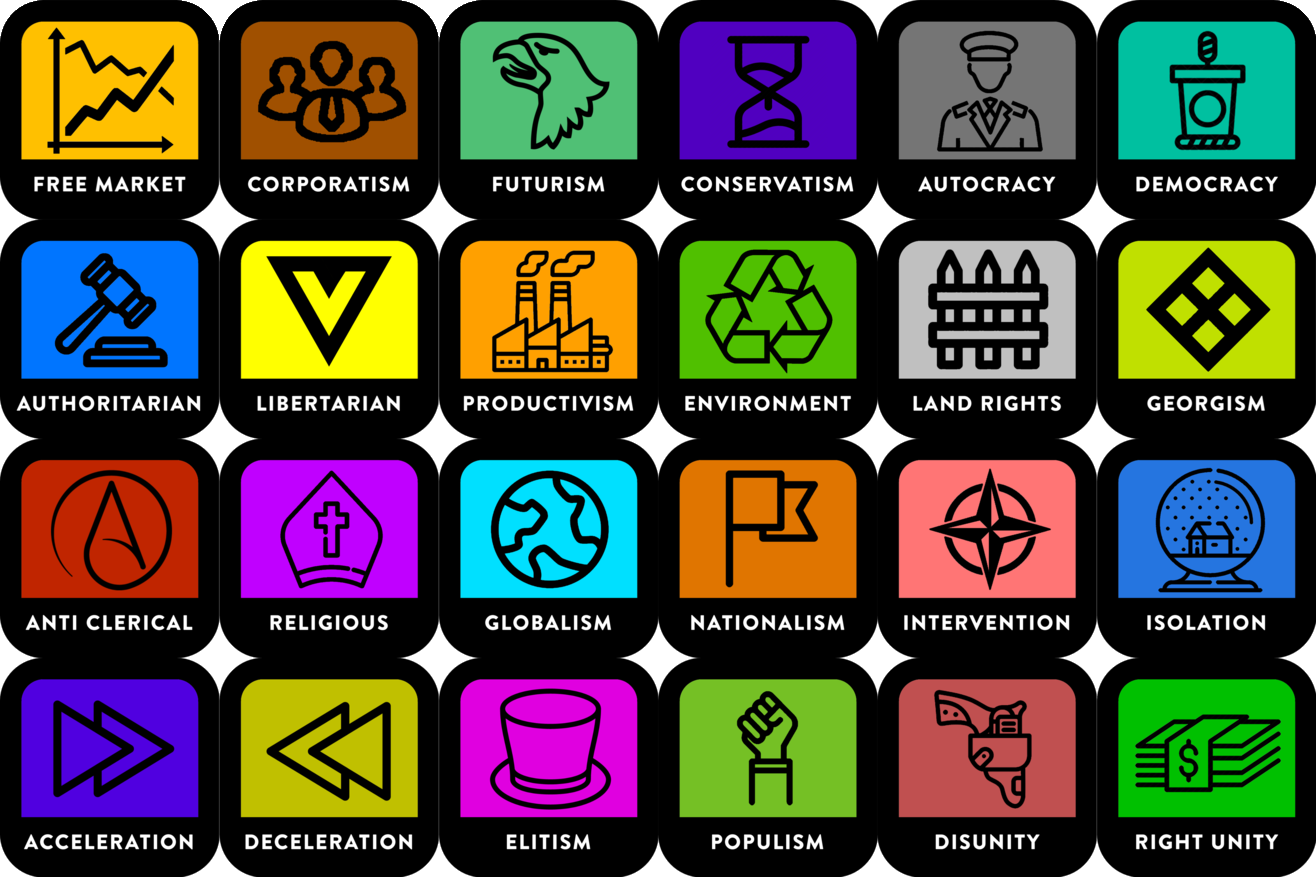 FREE MARKET
CORPORATISM
FUTURISM
CONSERVATISM
AUTOCRACY
DEMOCRACY
AUTHORITARIAN
LIBERTARIAN
PRODUCTIVISM
ENVIRONMENT
LAND RIGHTS
GEORGISM
ANTI CLERICAL
RELIGIOUS
GLOBALISM
NATIONALISM
INTERVENTION
ISOLATION
ACCELERATION
DECELERATION
ELITISM
POPULISM
DISUNITY
$
RIGHT UNITY